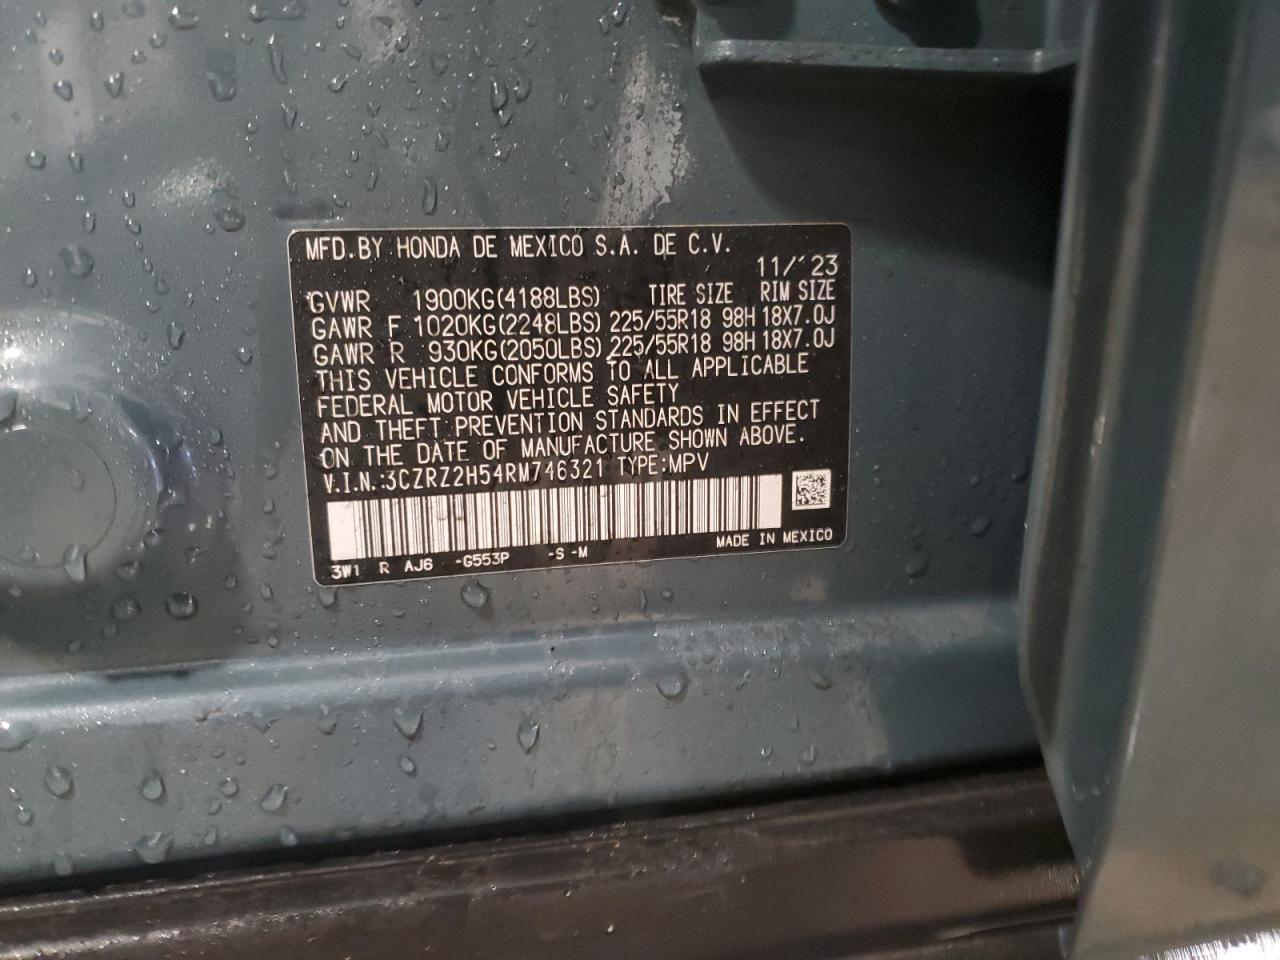 MFD.BY HONDA DE MEXICO S.A. DE C.V.
11/´23
GVWR 1900KG(4188LBS) TIRE SIZE RIM SIZE
GAWR F 1020KG(2248LBS) 225/55R18 98H 18X7.0J
GAWR R 930KG(2050LBS) 225/55R18 98H 18X7.0J
THIS VEHICLE CONFORMS TO ALL APPLICABLE
FEDERAL MOTOR VEHICLE SAFETY
AND THEFT PREVENTION STANDARDS IN EFFECT
ON THE DATE OF MANUFACTURE SHOWN ABOVE.
V.I.N.:3CZRZ2H54RM746321 TYPE:MPV
MADE IN MEXICO
3W1 R AJ6 -G553P -S -M